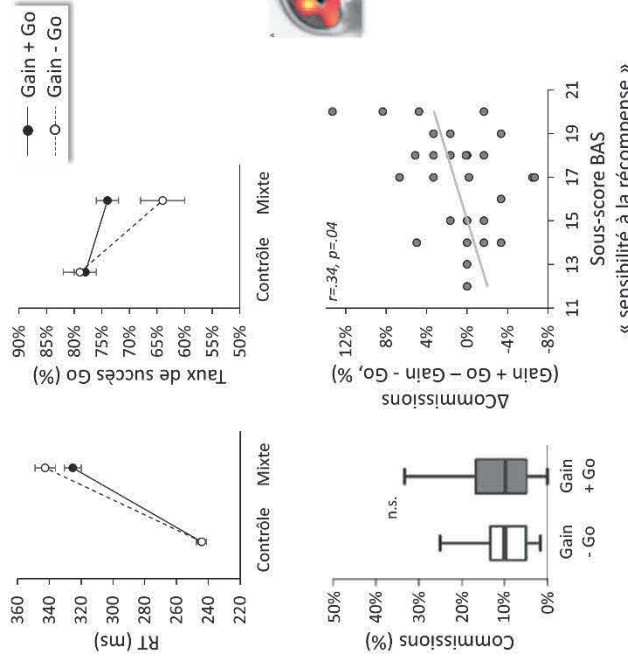 Gain + Go
Gain - Go
RT (ms)
360
340
320
300
280
260
240
220
Contrôle
Mixte
Taux de succès Go (%)
90%
85%
80%
75%
70%
65%
60%
55%
50%
Contrôle
Mixte
Commissions (%)
50%
40%
30%
20%
10%
0%
n.s.
Gain
- Go
Gain
+ Go
ΔCommissions
(Gain + Go – Gain - Go, %)
12%
8%
4%
0%
-4%
-8%
r=.34, p=.04
11
13
15
17
19
21
Sous-score BAS
« sensibilité à la récompense »